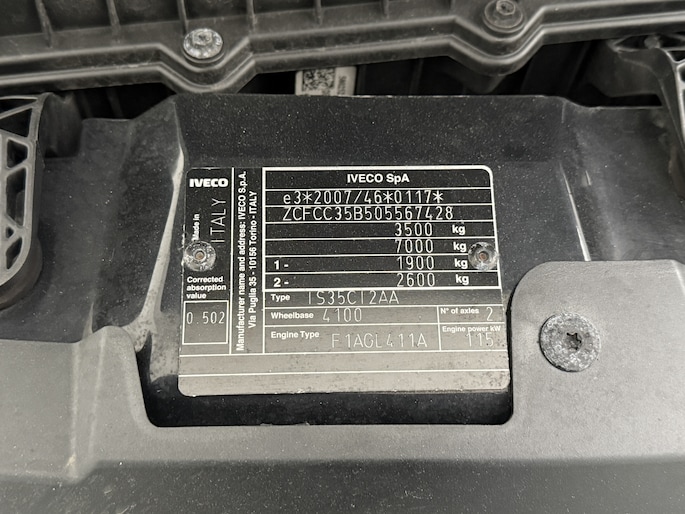 IVECO
Made in
ITALY
Corrected
absorption
value
0.502
Manufacturer name and address: IVECO S.p.A.
Via Puglia 35 - 10156 Torino - ITALY
IVECO SpA
e3*2007/46*0117*
ZCFCC35B505567428
3500 kg
7000 kg
1- 1900 kg
2- 2600 kg
Type IS35CI2AA
Wheelbase 4100 N° of axles 2
Engine Type F1AGL411A Engine power kW 115